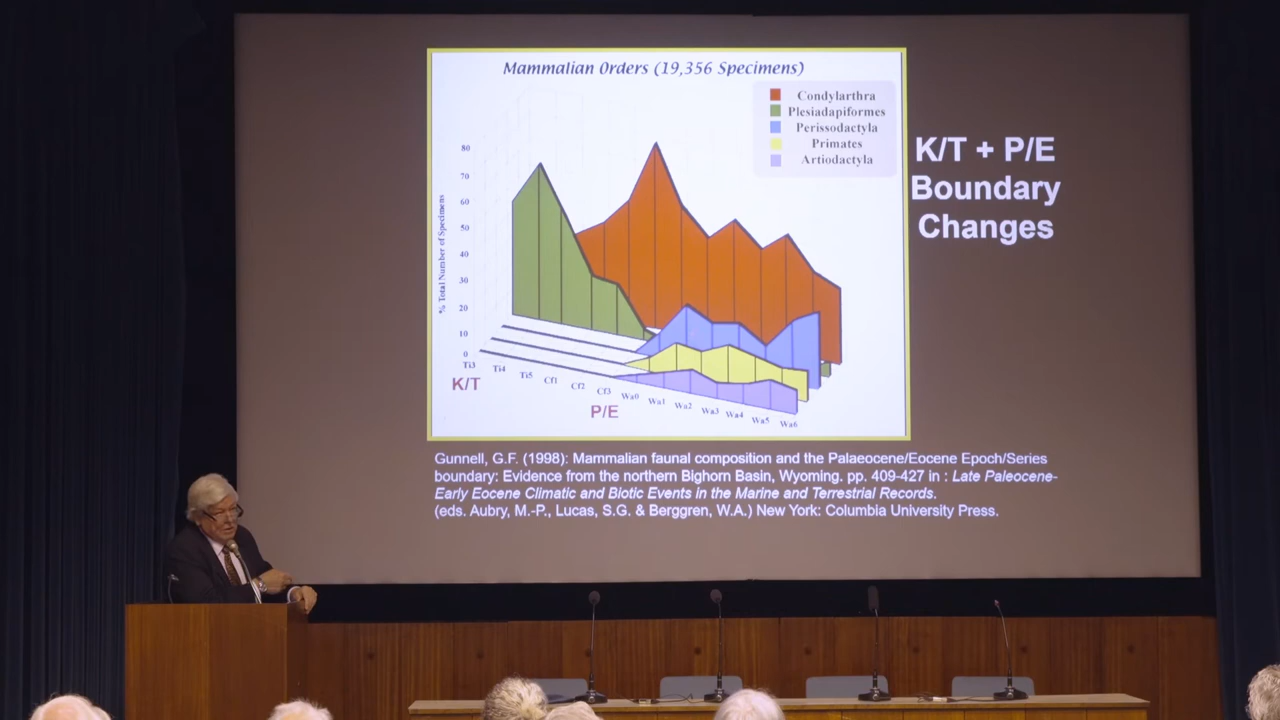 Mammalian Orders (19,356 Specimens)
Condylarthra
Plesiadapiformes
Perissodactyla
Primates
Artiodactyla
K/T + P/E
Boundary
Changes
% Total Number of Specimens
80
70
60
50
40
30
20
10
0
Ti3 Ti4 Ti5 Cf1 Cf2 Cf3 Wa0 Wa1 Wa2 Wa3 Wa4 Wa5 Wa6
K/T
P/E
Gunnell, G.F. (1998): Mammalian faunal composition and the Palaeocene/Eocene Epoch/Series
boundary: Evidence from the northern Bighorn Basin, Wyoming. pp. 409-427 in : Late Paleocene-
Early Eocene Climatic and Biotic Events in the Marine and Terrestrial Records.
(eds. Aubry, M.-P., Lucas, S.G. & Berggren, W.A.) New York: Columbia University Press.